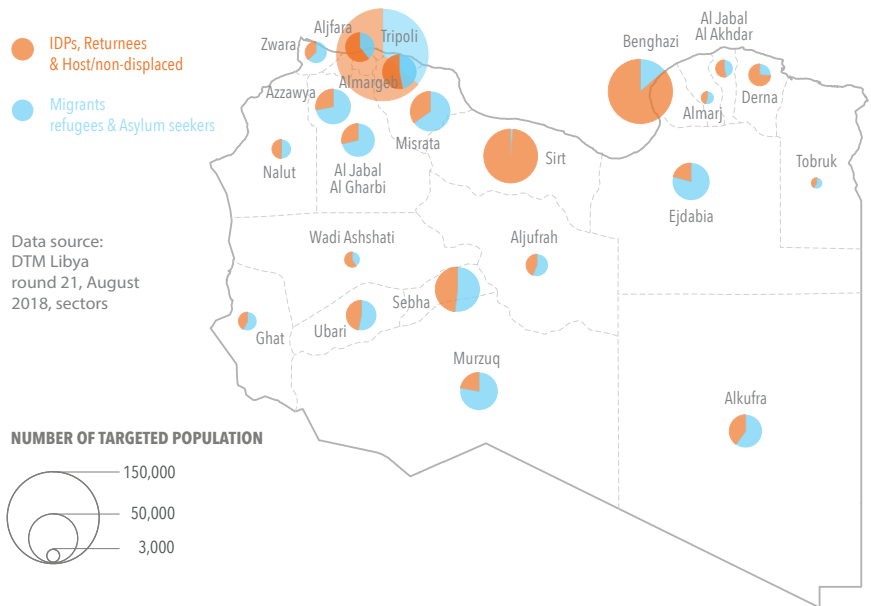 IDPs, Returnees
& Host/non-displaced
Migrants
refugees & Asylum seekers
Data source:
DTM Libya
round 21, August
2018, sectors
NUMBER OF TARGETED POPULATION
150,000
50,000
3,000
Zwara
Aljfara
Tripoli
Almargeb
Azzawya
Misrata
Nalut
Al Jabal
Al Gharbi
Sirt
Benghazi
Al Jabal
Al Akhdar
Almarj
Derna
Tobruk
Ejdabia
Wadi Ashshati
Aljufrah
Sebha
Ubari
Ghat
Murzuq
Alkufra